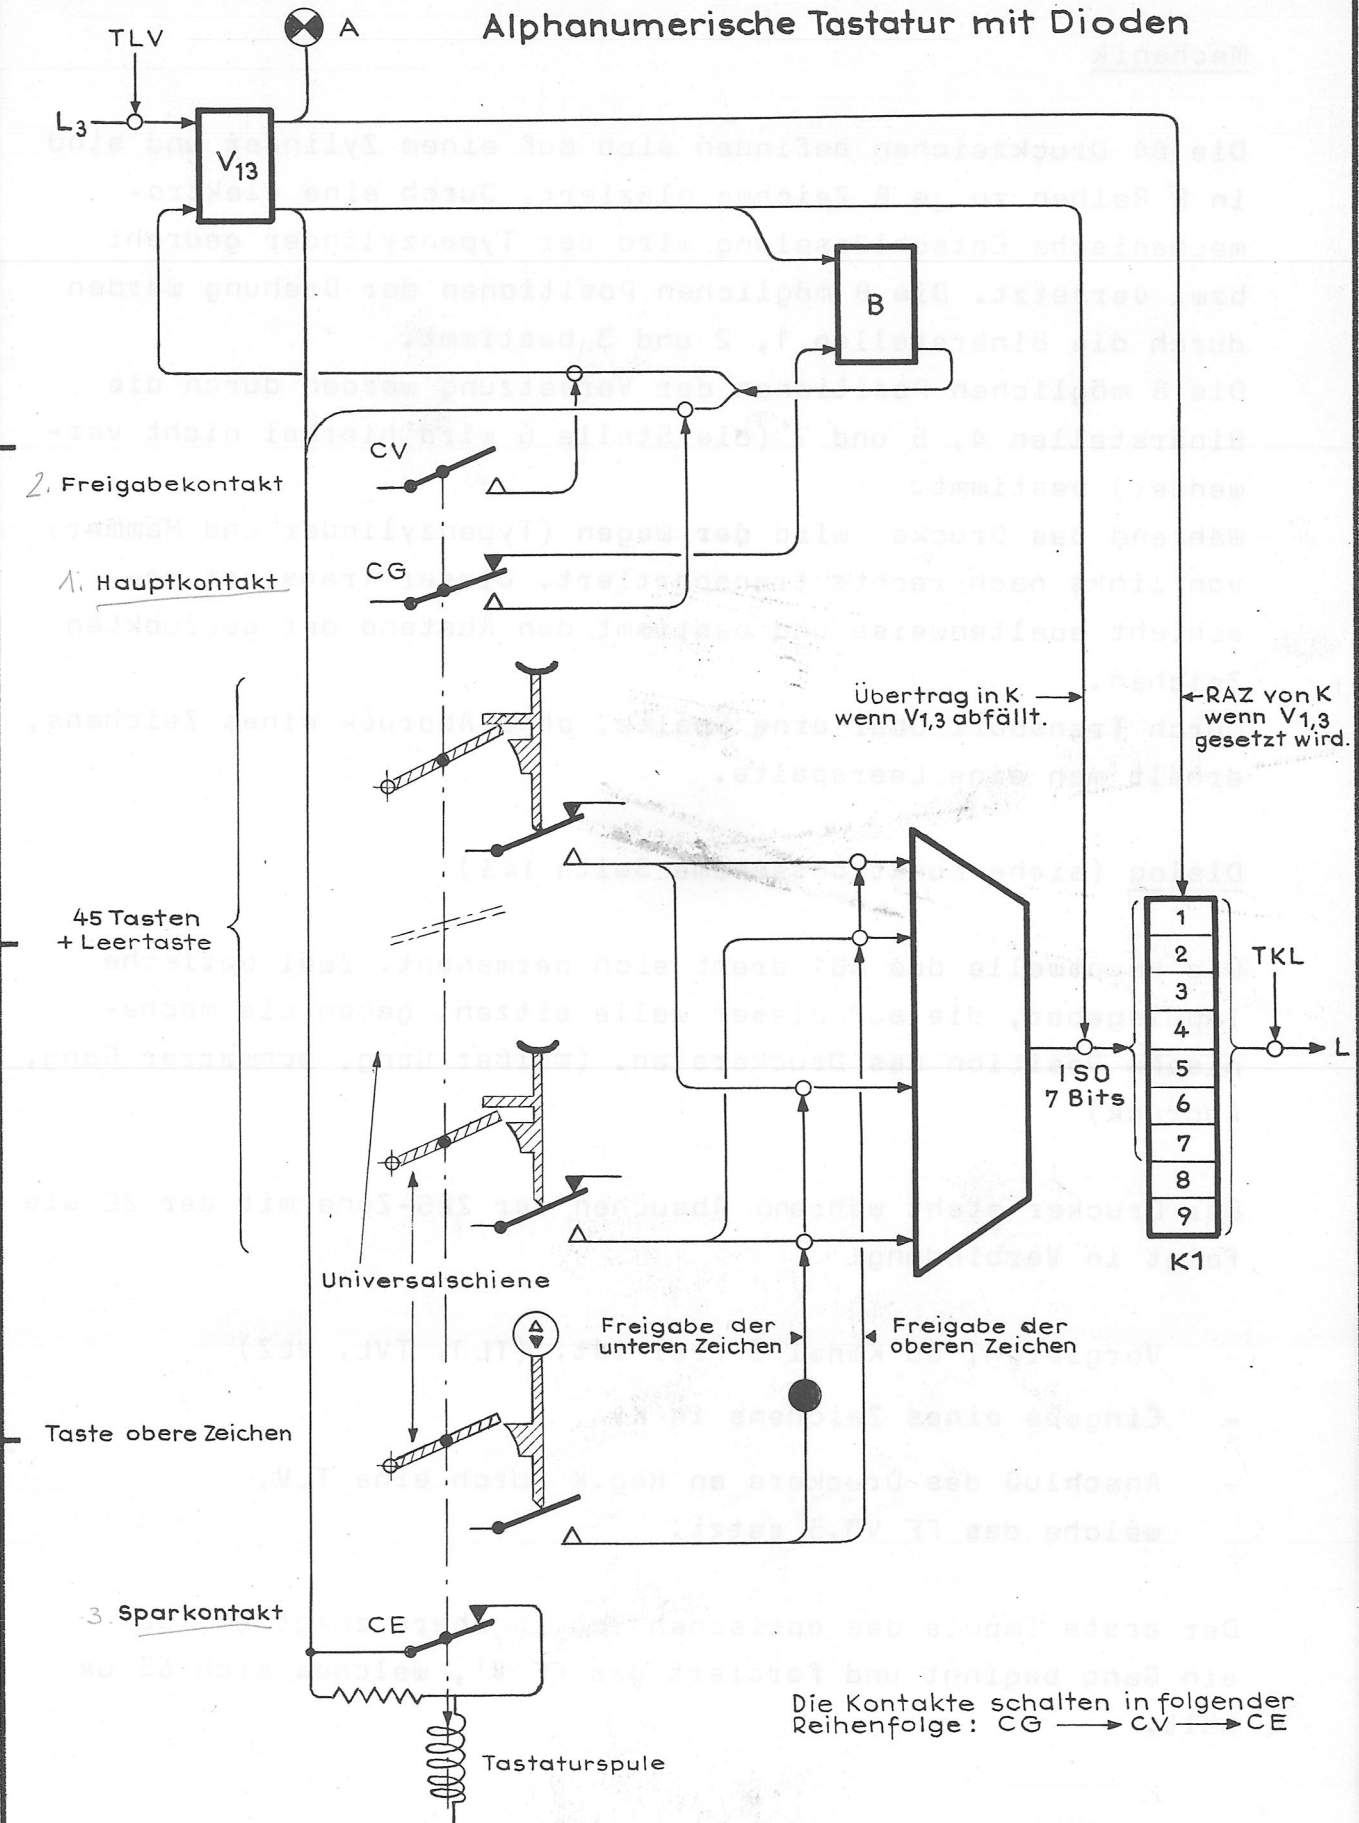 Alphanumerische Tastatur mit Dioden
TLV
A
L3
V13
B
CV
2. Freigabekontakt
CG
1. Hauptkontakt
Übertrag in K
wenn V1,3 abfällt.
RAZ von K
wenn V1,3
gesetzt wird.
45 Tasten
+ Leertaste
1
2
3
4
5
6
7
8
9
K1
TKL
L
ISO
7 Bits
Universalschiene
Freigabe der
unteren Zeichen
Freigabe der
oberen Zeichen
Taste obere Zeichen
3. Sparkontakt
CE
Die Kontakte schalten in folgender
Reihenfolge: CG → CV → CE
Tastaturspule